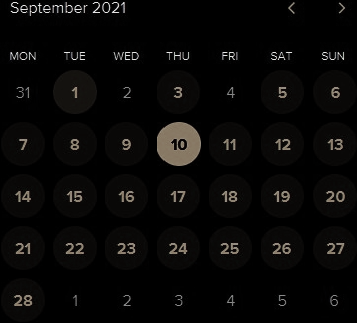 September 2021
MON TUE WED THU FRI SAT SUN
31 1 2 3 4 5 6
7 8 9 10 11 12 13
14 15 16 17 18 19 20
21 22 23 24 25 26 27
28 1 2 3 4 5 6